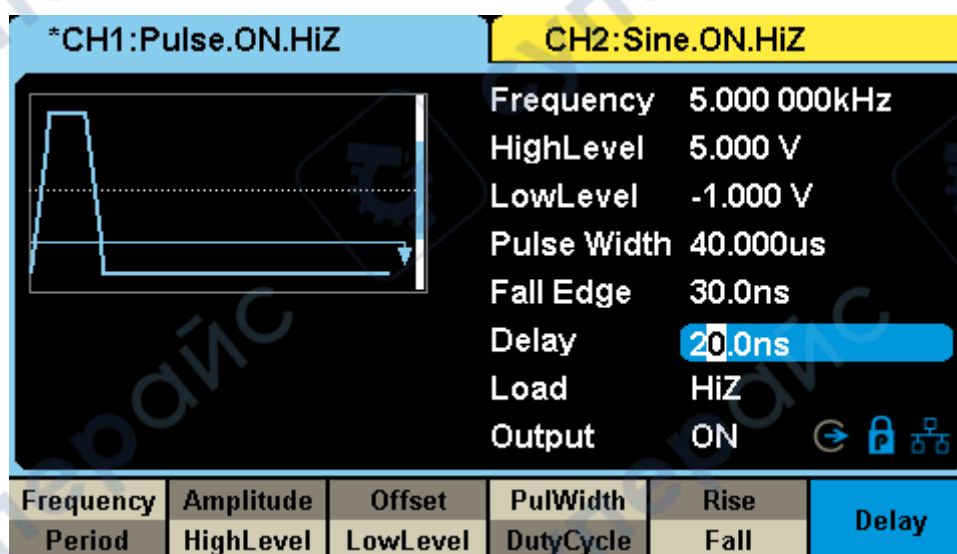 *CH1:Pulse.ON.HiZ
CH2:Sine.ON.HiZ
Frequency 5.000 000kHz
HighLevel 5.000 V
LowLevel -1.000 V
Pulse Width 40.000us
Fall Edge 30.0ns
Delay 20.0ns
Load HiZ
Output ON
P
Frequency Amplitude Offset PulWidth Rise
Delay
Period HighLevel LowLevel DutyCycle Fall